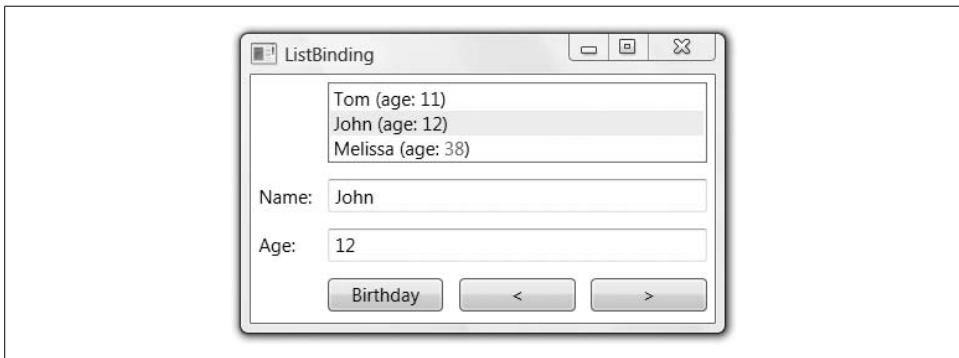 ListBinding
Tom (age: 11)
John (age: 12)
Melissa (age: 38)
Name: John
Age: 12
Birthday < >